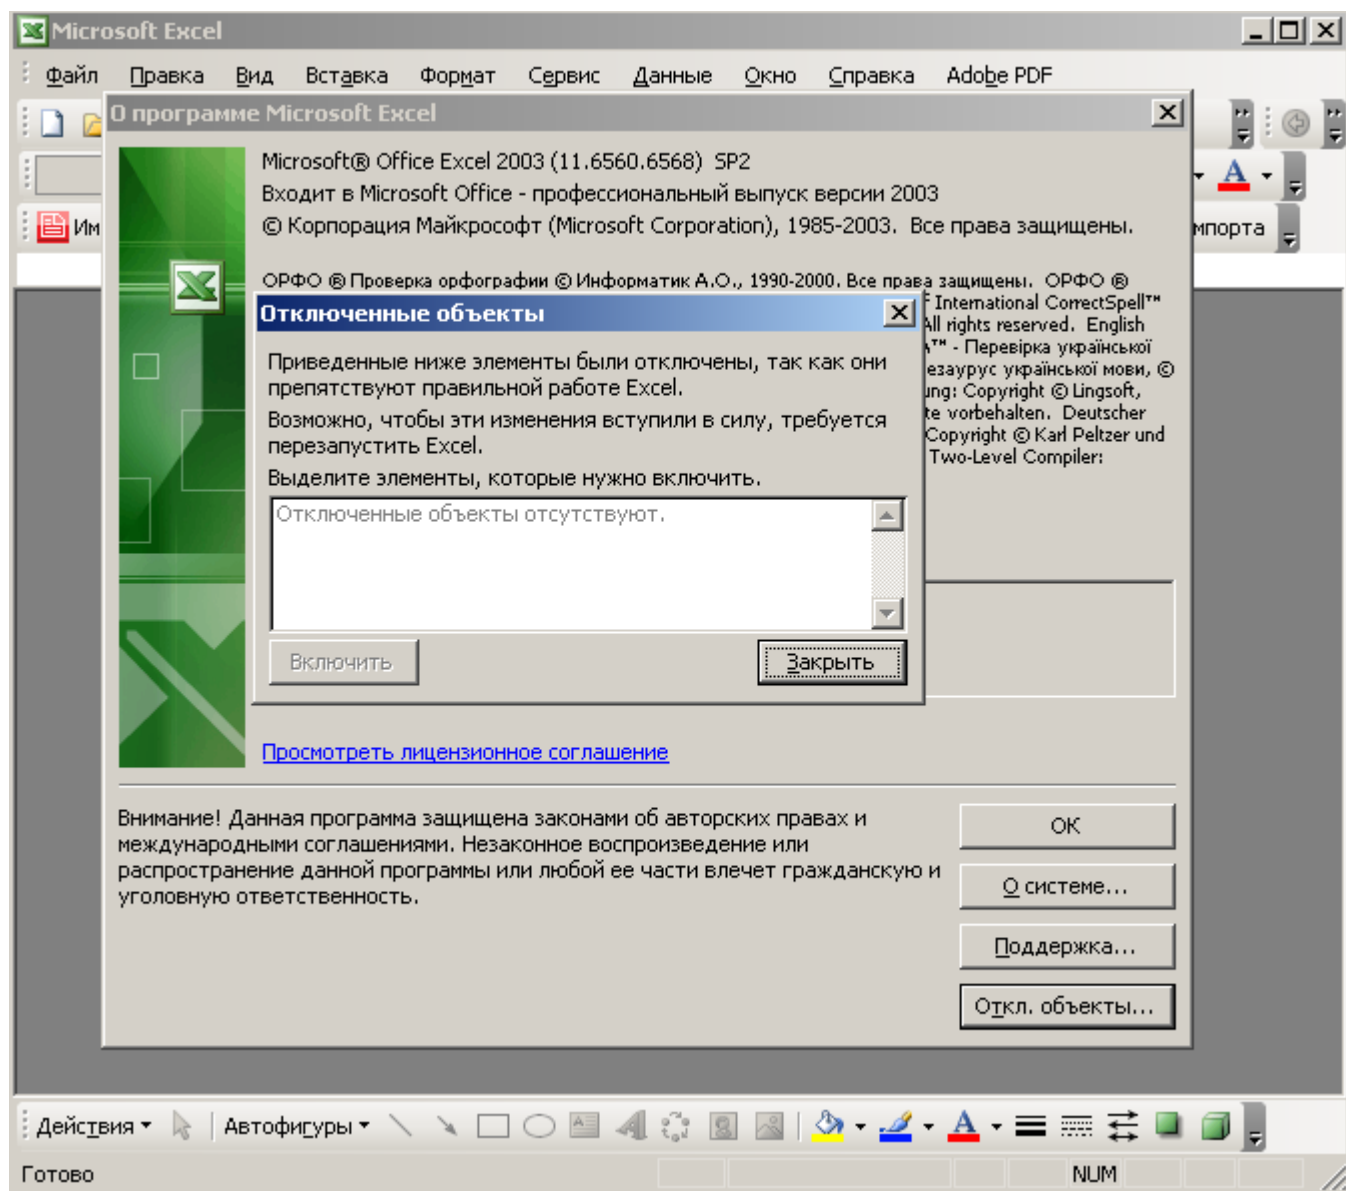 Microsoft Excel
Файл Правка Вид Вставка Формат Сервис Данные Окно Справка Adobe PDF
О программе Microsoft Excel
Microsoft® Office Excel 2003 (11.6560.6568) SP2
Входит в Microsoft Office - профессиональный выпуск версии 2003
© Корпорация Майкрософт (Microsoft Corporation), 1985-2003. Все права защищены.
Им
мпорта
ОРФО ® Проверка орфографии © Информатик А.О., 1990-2000. Все права защищены. ОРФО ®
International CorrectSpell™
All rights reserved. English
™ - Перевірка української
езаурус української мови, ©
ung: Copyright © Lingsoft,
te vorbehalten. Deutscher
Copyright © Karl Peltzer und
Two-Level Compiler:
Отключенные объекты
Приведенные ниже элементы были отключены, так как они
препятствуют правильной работе Excel.
Возможно, чтобы эти изменения вступили в силу, требуется
перезапустить Excel.
Выделите элементы, которые нужно включить.
Отключенные объекты отсутствуют.
Включить
Закрыть
Просмотреть лицензионное соглашение
Внимание! Данная программа защищена законами об авторских правах и
международными соглашениями. Незаконное воспроизведение или
распространение данной программы или любой ее части влечет гражданскую и
уголовную ответственность.
ОК
О системе...
Поддержка...
Откл. объекты...
Действия Автофигуры
Готово
NUM